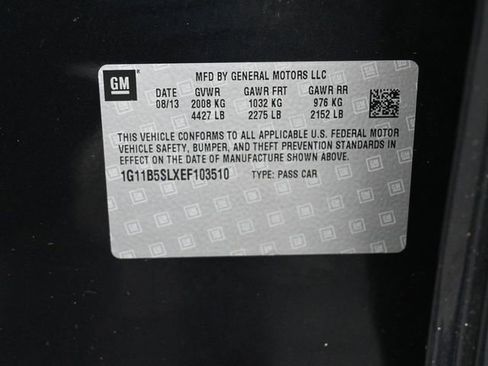 GM
MFD BY GENERAL MOTORS LLC
DATE GVWR GAWR FRT GAWR RR
08/13 2008 KG 1032 KG 976 KG
4427 LB 2275 LB 2152 LB
THIS VEHICLE CONFORMS TO ALL APPLICABLE U.S. FEDERAL MOTOR
VEHICLE SAFETY, BUMPER, AND THEFT PREVENTION STANDARDS IN
EFFECT ON THE DATE OF MANUFACTURE SHOWN ABOVE.
1G11B5SLXEF103510 TYPE: PASS CAR